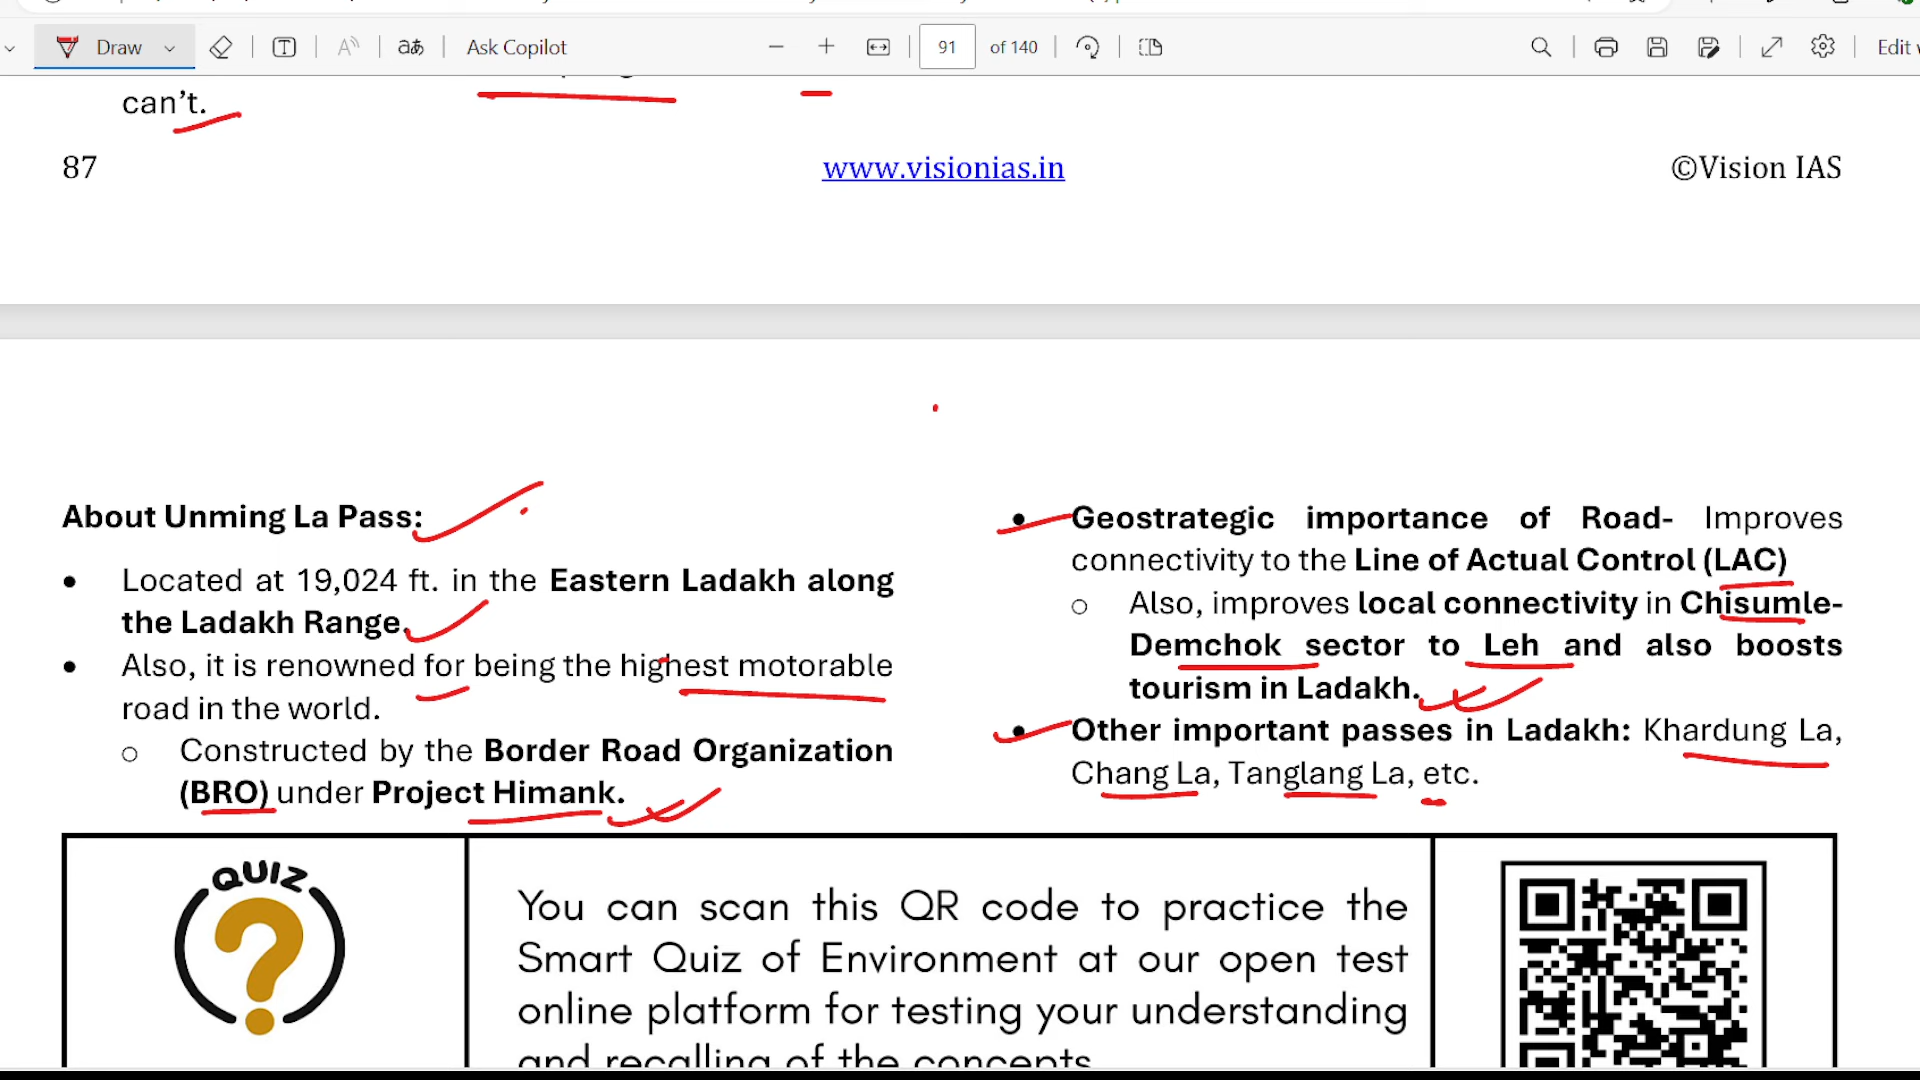 Draw
Ask Copilot
91 of 140
Edit
can't.
87
www.visionias.in
©Vision IAS
About Unming La Pass:
• Located at 19,024 ft. in the Eastern Ladakh along
the Ladakh Range.
• Also, it is renowned for being the highest motorable
road in the world.
o Constructed by the Border Road Organization
(BRO) under Project Himank.
• Geostrategic importance of Road- Improves
connectivity to the Line of Actual Control (LAC)
o Also, improves local connectivity in Chisumle-
Demchok sector to Leh and also boosts
tourism in Ladakh.
• Other important passes in Ladakh: Khardung La,
Chang La, Tanglang La, etc.
QUIZ
You can scan this QR code to practice the
Smart Quiz of Environment at our open test
online platform for testing your understanding
and recalling of the concepts